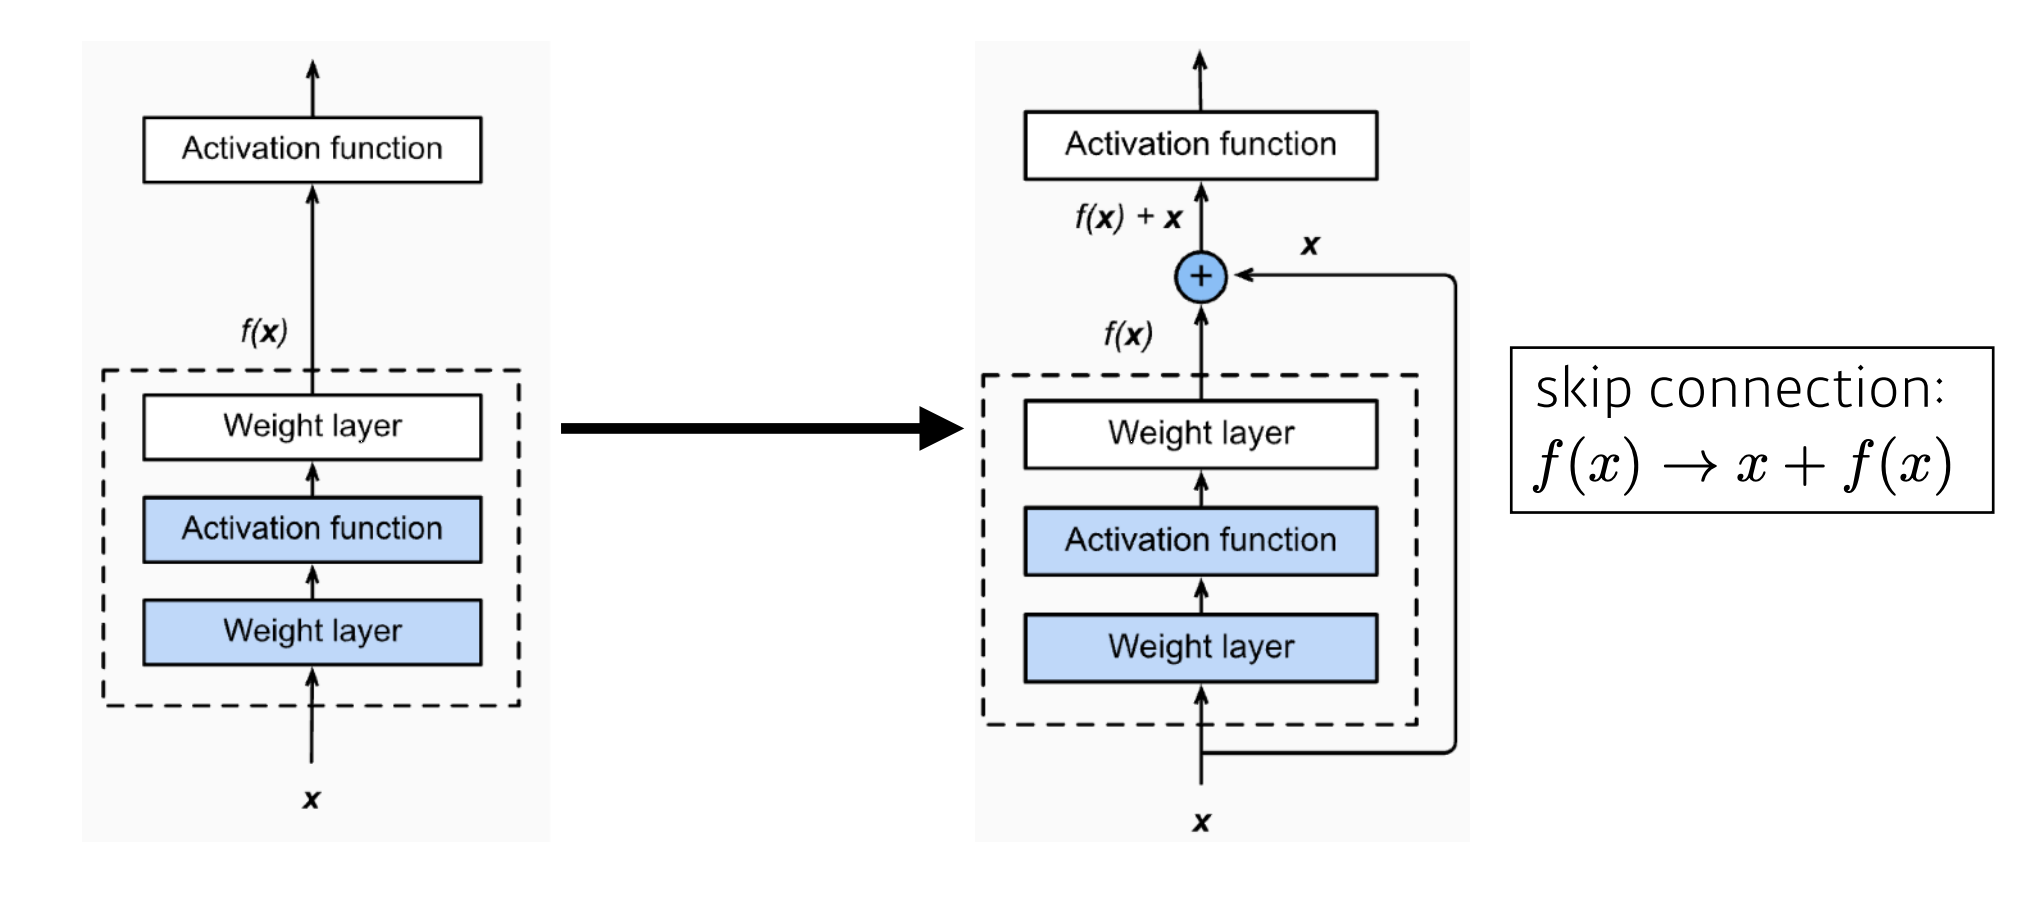 Activation function
f(x)
Weight layer
Activation function
Weight layer
x
Activation function
f(x) + x
x
+
f(x)
Weight layer
Activation function
Weight layer
x
skip connection:
f(x) → x + f(x)